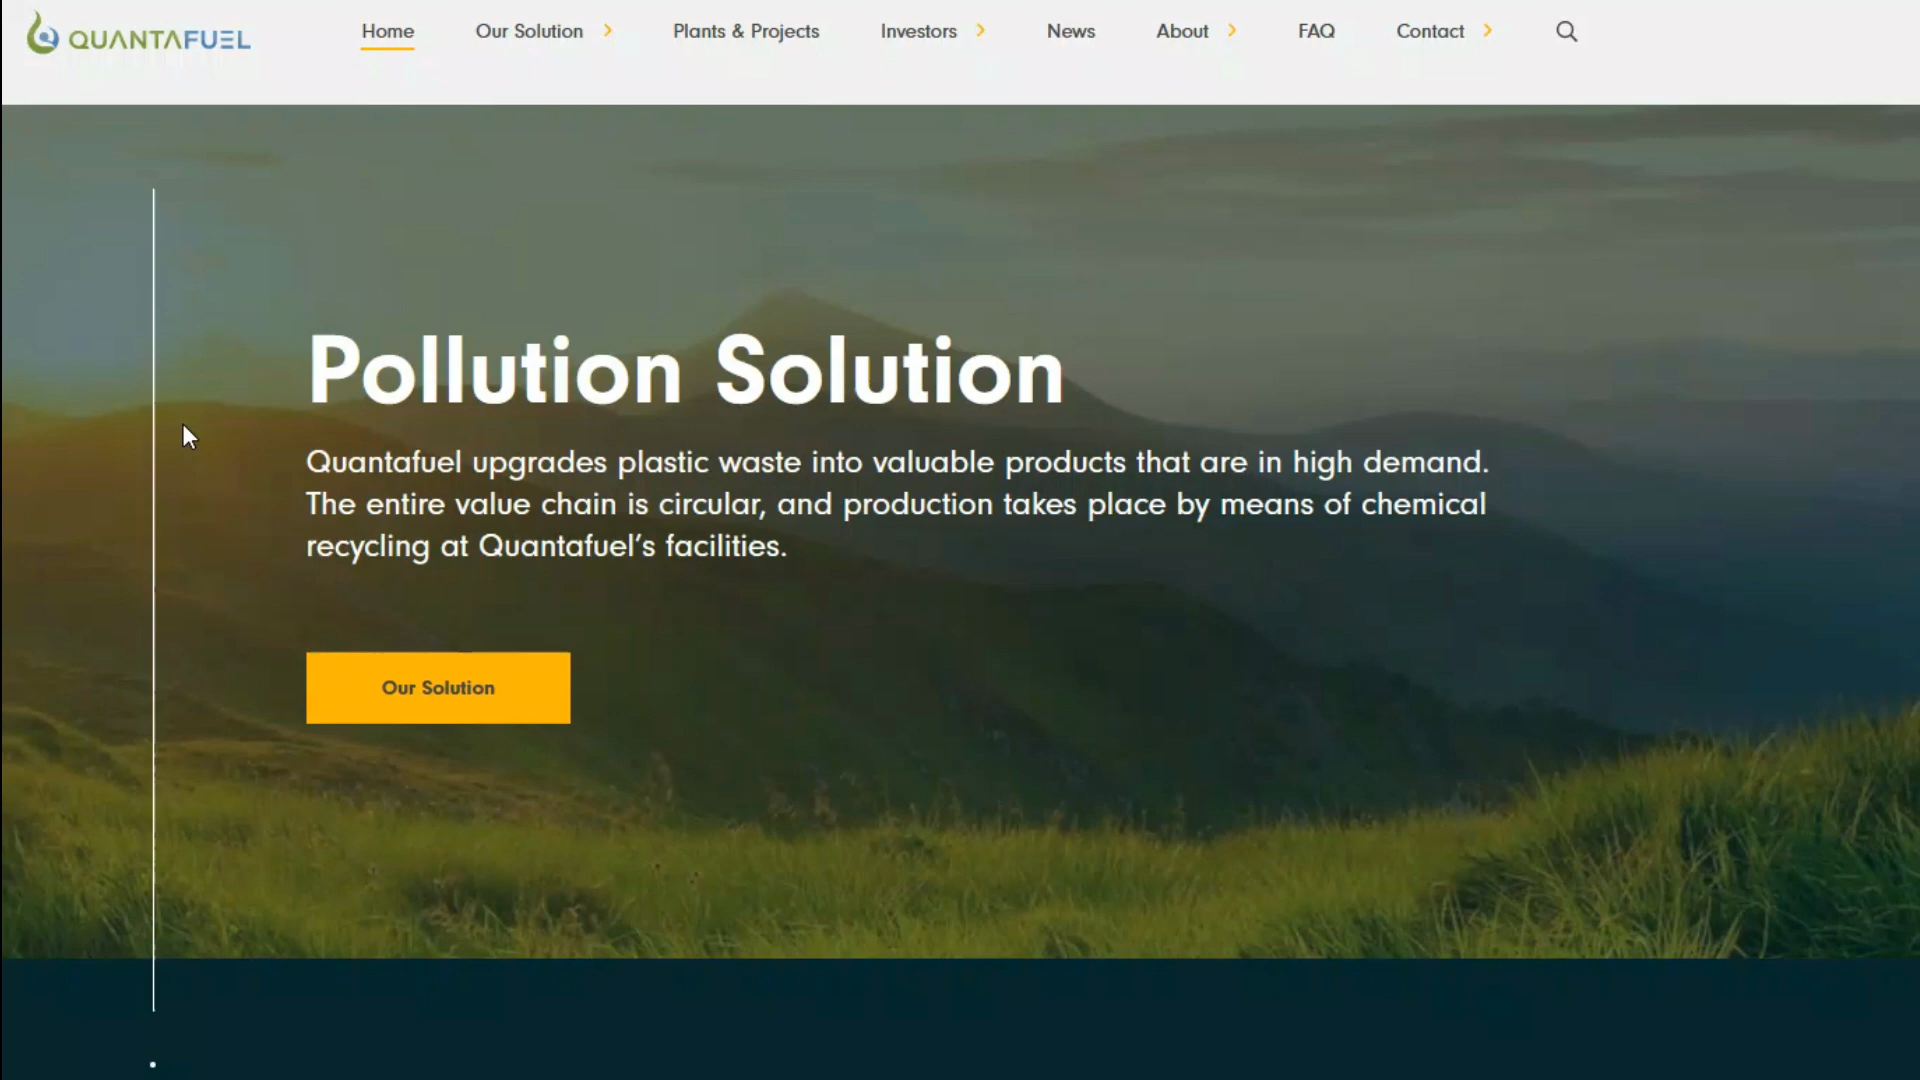 QUANTAFUEL
Home
Our Solution
Plants & Projects
Investors
News
About
FAQ
Contact
Pollution Solution
Quantafuel upgrades plastic waste into valuable products that are in high demand.
The entire value chain is circular, and production takes place by means of chemical
recycling at Quantafuel’s facilities.
Our Solution